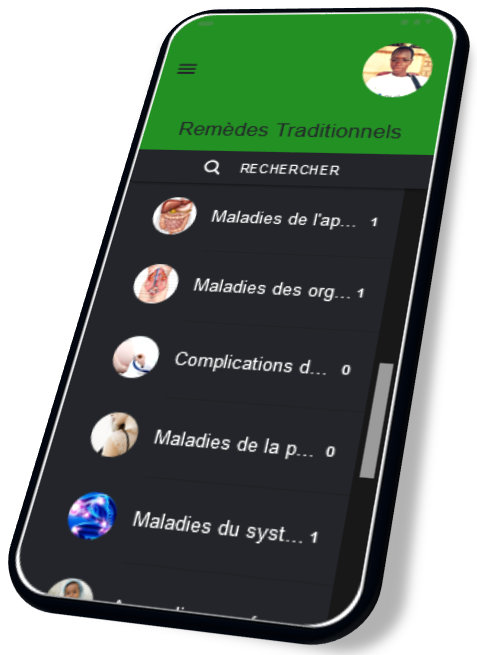 Remèdes Traditionnels
RECHERCHER
Maladies de l'ap... 1
Maladies des org... 1
Complications d... 0
Maladies de la p... 0
Maladies du syst... 1